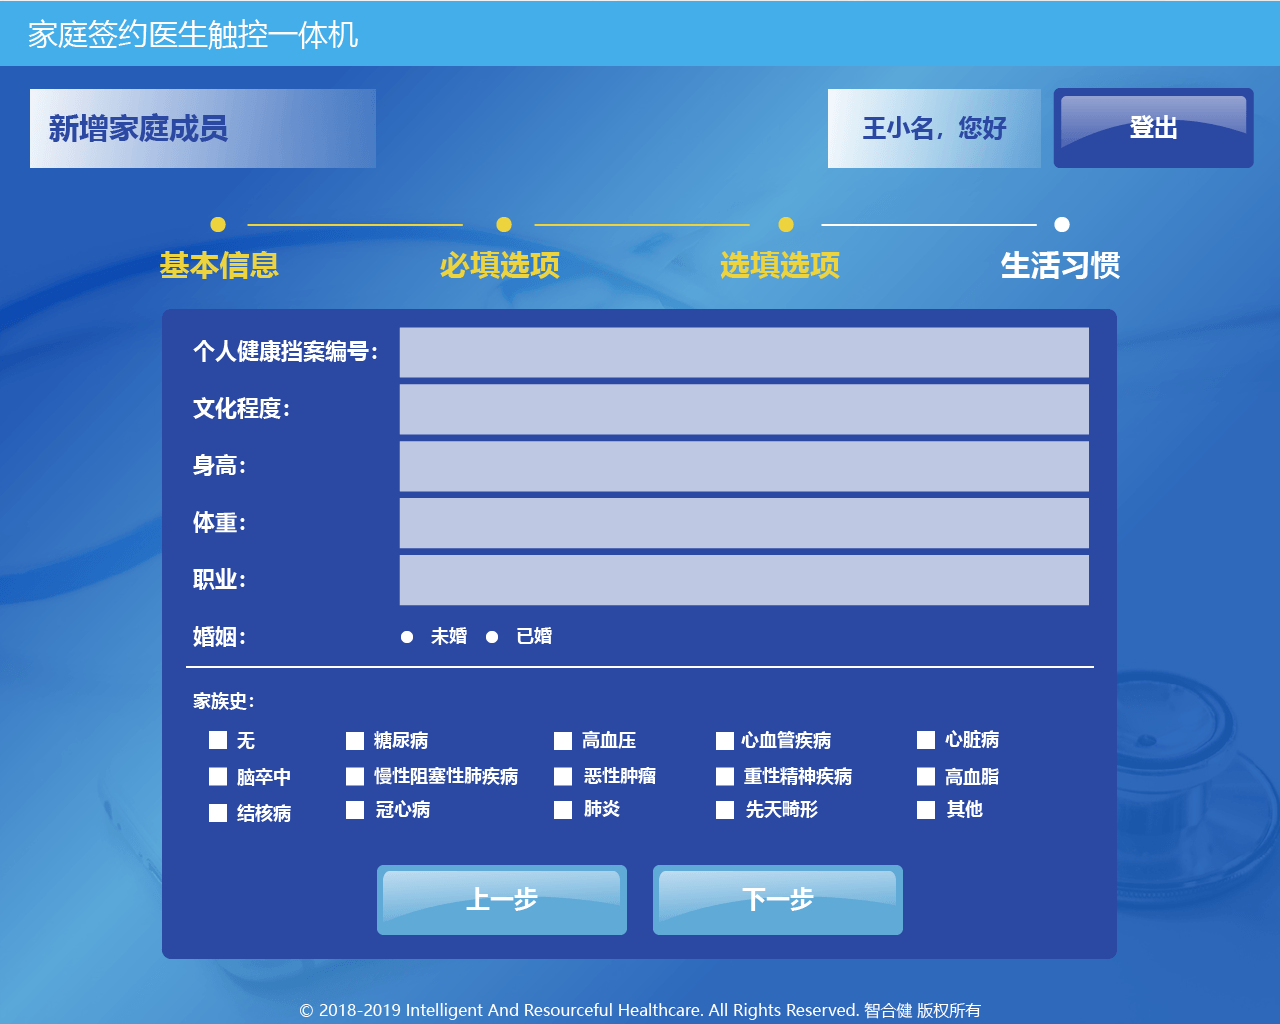 家庭签约医生触控一体机
新增家庭成员
王小名，您好
登出
基本信息 必填选项 选填选项 生活习惯
个人健康挡案编号：
文化程度：
身高：
体重：
职业：
婚姻： 未婚 已婚
家族史：
无 糖尿病 高血压 心血管疾病 心脏病
脑卒中 慢性阻塞性肺疾病 恶性肿瘤 重性精神疾病 高血脂
结核病 冠心病 肺炎 先天畸形 其他
上一步 下一步
© 2018-2019 Intelligent And Resourceful Healthcare. All Rights Reserved. 智合健 版权所有